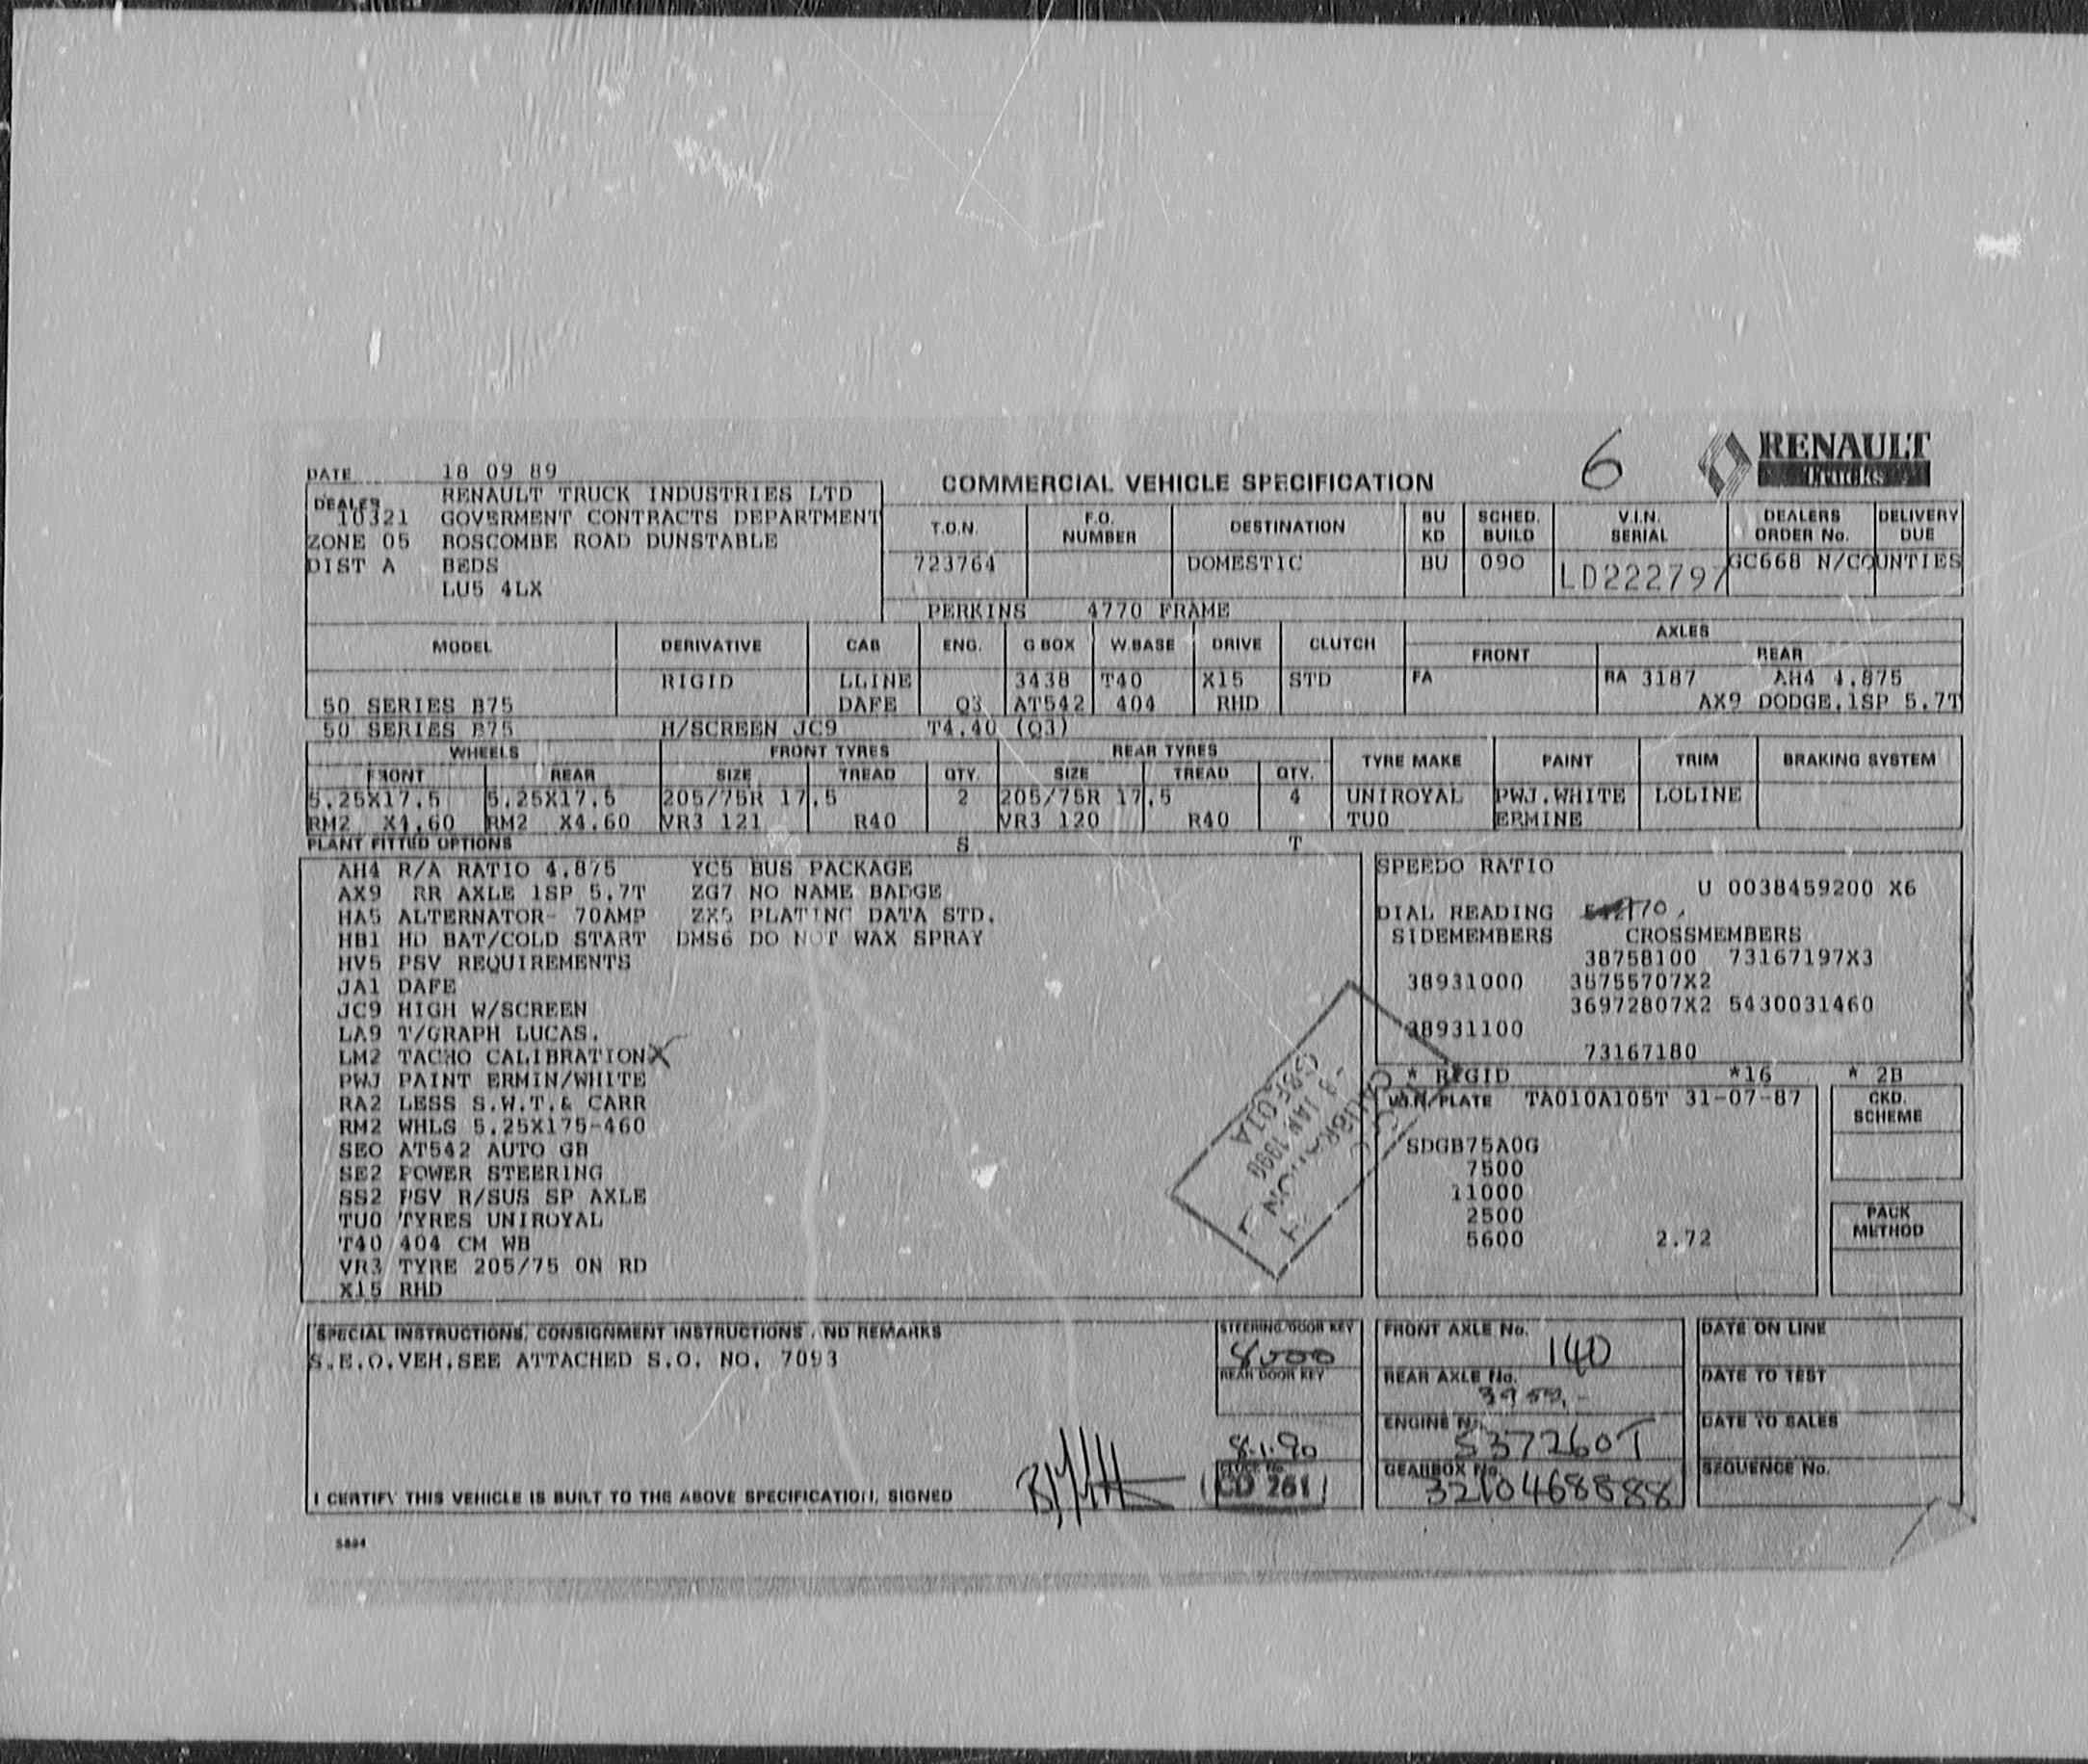 6
RENAULT
TRUCKS
DATE 18 09 89
COMMERCIAL VEHICLE SPECIFICATION
DEALER RENAULT TRUCK INDUSTRIES LTD
10321 GOVERMENT CONTRACTS DEPARTMENT
ZONE 05 BOSCOMBE ROAD DUNSTABLE
DIST A BEDS
LU5 4LX
T.O.N. F.O. NUMBER DESTINATION BU KD SCHED. BUILD V.I.N. SERIAL DEALERS ORDER No. DELIVERY DUE
723764 DOMESTIC BU 090 LD222797 GC668 N/COUNTIES
PERKINS 4770 FRAME
MODEL DERIVATIVE CAB ENG. G BOX W.BASE DRIVE CLUTCH AXLES
FRONT REAR
RIGID LLINE 3438 T40 X15 STD FA RA 3187 AH4 4.875
50 SERIES B75 DAFE Q3 AT542 404 RHD AX9 DODGE.1SP 5.7T
50 SERIES B75 H/SCREEN JC9 T4.40 (Q3)
WHEELS FRONT TYRES REAR TYRES TYRE MAKE PAINT TRIM BRAKING SYSTEM
FRONT REAR SIZE TREAD QTY. SIZE TREAD QTY.
5.25X17.5 5.25X17.5 205/75R 17.5 2 205/75R 17.5 4 UNIROYAL PWJ.WHITE LOLINE
RM2 X4.60 RM2 X4.60 VR3 121 R40 VR3 120 R40 TU0 ERMINE
PLANT FITTED OPTIONS S T
AH4 R/A RATIO 4.875 YC5 BUS PACKAGE
AX9 RR AXLE 1SP 5.7T ZG7 NO NAME BADGE
HA5 ALTERNATOR- 70AMP ZX5 PLATING DATA STD.
HB1 HD BAT/COLD START DMS6 DO NOT WAX SPRAY
HV5 PSV REQUIREMENTS
JA1 DAFE
JC9 HIGH W/SCREEN
LA9 T/GRAPH LUCAS.
LM2 TACHO CALIBRATION X
PWJ PAINT ERMIN/WHITE
RA2 LESS S.W.T.& CARR
RM2 WHLS 5.25X175-460
SEO AT542 AUTO GB
SE2 POWER STEERING
SS2 PSV R/SUS SP AXLE
TU0 TYRES UNIROYAL
T40 404 CM WB
VR3 TYRE 205/75 ON RD
X15 RHD
SPEEDO RATIO
U 0038459200 X6
DIAL READING
SIDEMEMBERS CROSSMEMBERS
38758100 73167197X3
38931000 38755707X2
36972807X2 5430031460
38931100
73167180
* RIGID *16 * 2B
V.I.N. PLATE TA010A105T 31-07-87
CKD. SCHEME
SDGB75A0G
7500
11000
2500
5600 2.72
PACK METHOD
CALIBRATION
-3 JAN 1990
GBE 01A
SPECIAL INSTRUCTIONS, CONSIGNMENT INSTRUCTIONS AND REMARKS
S.E.O.VEH.SEE ATTACHED S.O. NO. 7093
STEERING/DOOR KEY
8000
REAR DOOR KEY
8.1.90
CLOCK No.
CD 261
FRONT AXLE No. 140
REAR AXLE No.
ENGINE No. S37260T
GEARBOX No. 3210468888
DATE ON LINE
DATE TO TEST
DATE TO SALES
SEQUENCE No.
I CERTIFY THIS VEHICLE IS BUILT TO THE ABOVE SPECIFICATION, SIGNED